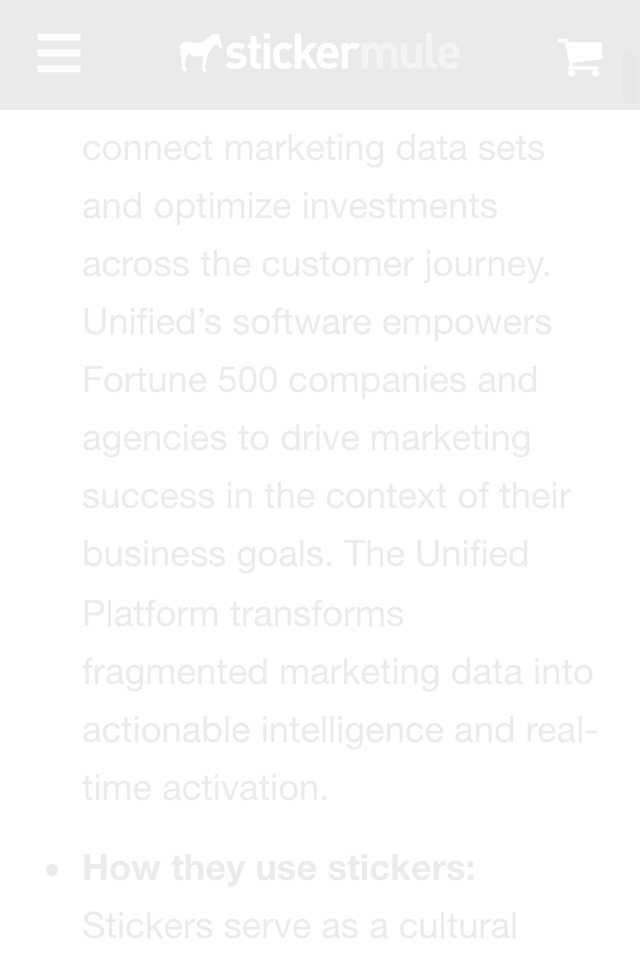 stickermule
connect marketing data sets
and optimize investments
across the customer journey.
Unified’s software empowers
Fortune 500 companies and
agencies to drive marketing
success in the context of their
business goals. The Unified
Platform transforms
fragmented marketing data into
actionable intelligence and real-
time activation.
• How they use stickers:
Stickers serve as a cultural